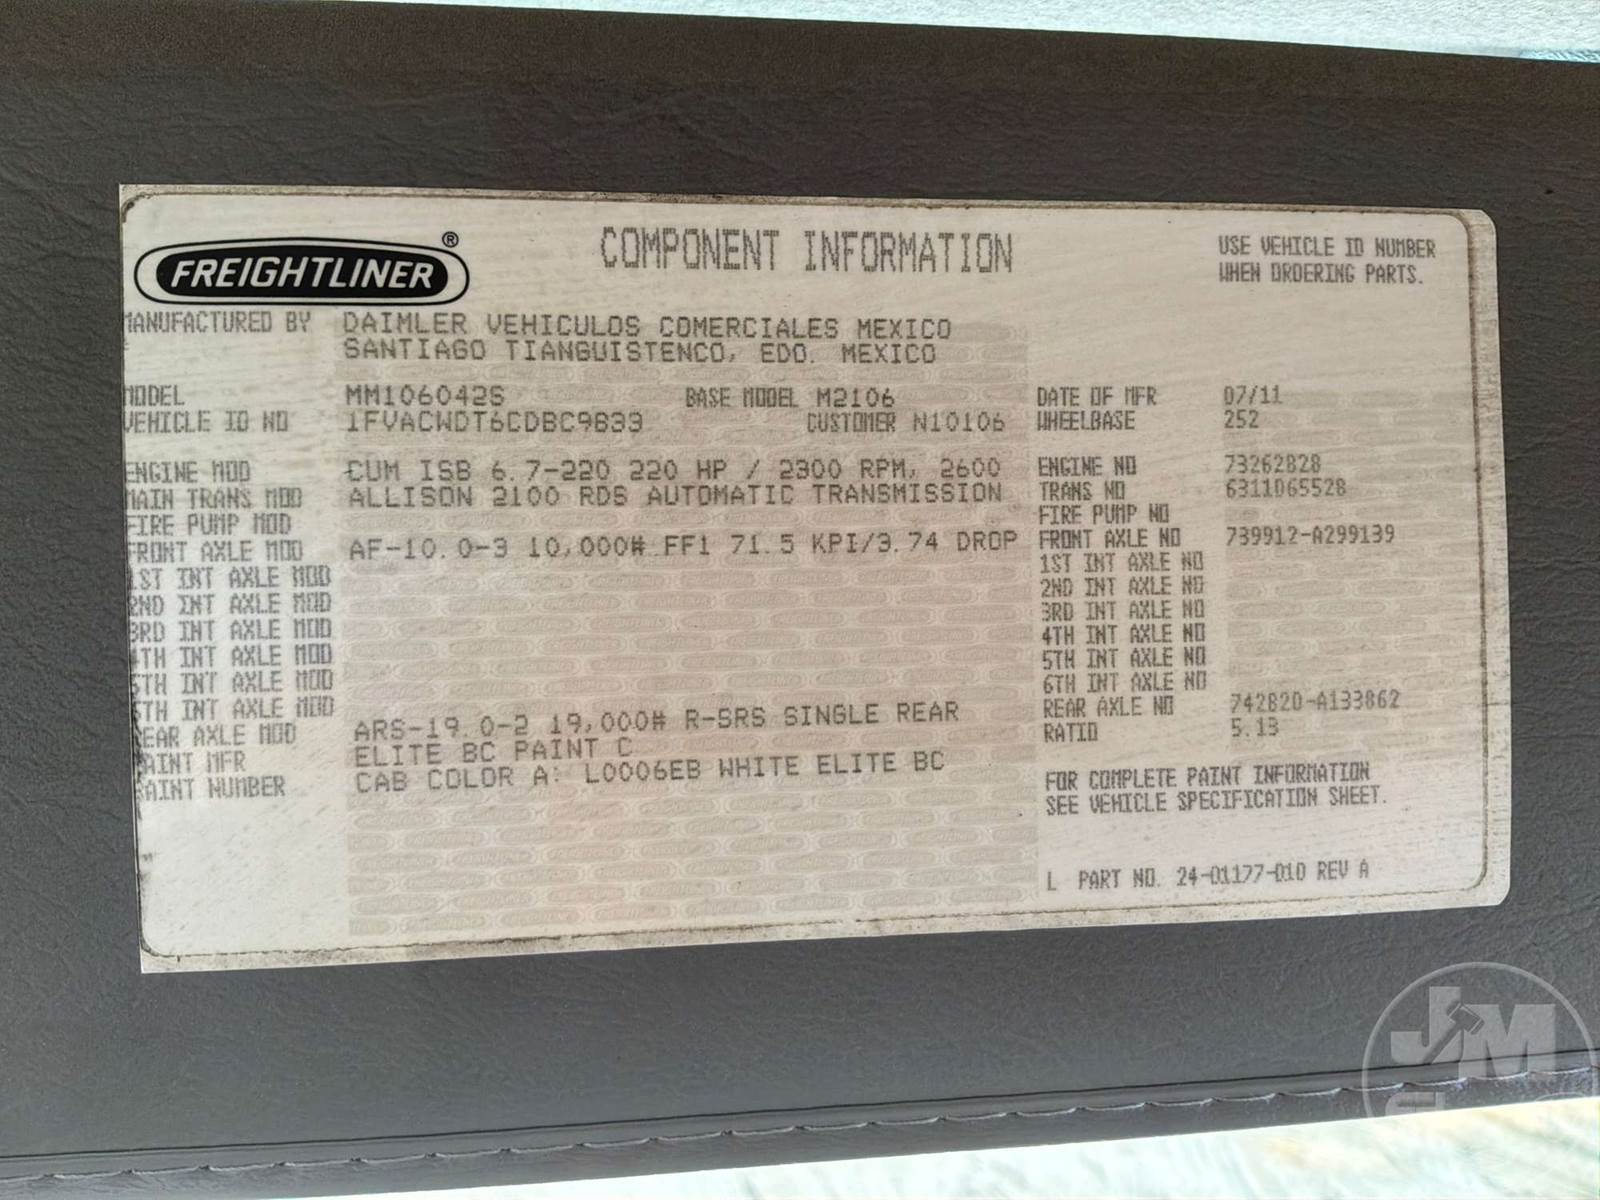 FREIGHTLINER®
COMPONENT INFORMATION
USE VEHICLE ID NUMBER
WHEN ORDERING PARTS.
MANUFACTURED BY DAIMLER VEHICULOS COMERCIALES MEXICO
SANTIAGO TIANGUISTENCO, EDO. MEXICO
MODEL MM106042S BASE MODEL M2106 DATE OF MFR 07/11
VEHICLE ID NO 1FVACWDT6CDBC9833 CUSTOMER N10106 WHEELBASE 252
ENGINE MOD CUM ISB 6.7-220 220 HP / 2300 RPM, 2600 ENGINE NO 73262828
MAIN TRANS MOD ALLISON 2100 RDS AUTOMATIC TRANSMISSION TRANS NO 6311065528
FIRE PUMP MOD FIRE PUMP NO
FRONT AXLE MOD AF-10.0-3 10,000# FF1 71.5 KPI/3.74 DROP FRONT AXLE NO 739912-A299139
1ST INT AXLE MOD 1ST INT AXLE NO
2ND INT AXLE MOD 2ND INT AXLE NO
3RD INT AXLE MOD 3RD INT AXLE NO
4TH INT AXLE MOD 4TH INT AXLE NO
5TH INT AXLE MOD 5TH INT AXLE NO
6TH INT AXLE MOD 6TH INT AXLE NO
REAR AXLE MOD ARS-19.0-2 19,000# R-SRS SINGLE REAR REAR AXLE NO 742820-A133862
PAINT MFR ELITE BC PAINT C RATIO 5.13
PAINT NUMBER CAB COLOR A: L0006EB WHITE ELITE BC
FOR COMPLETE PAINT INFORMATION
SEE VEHICLE SPECIFICATION SHEET.
L PART NO. 24-01177-010 REV A
JM